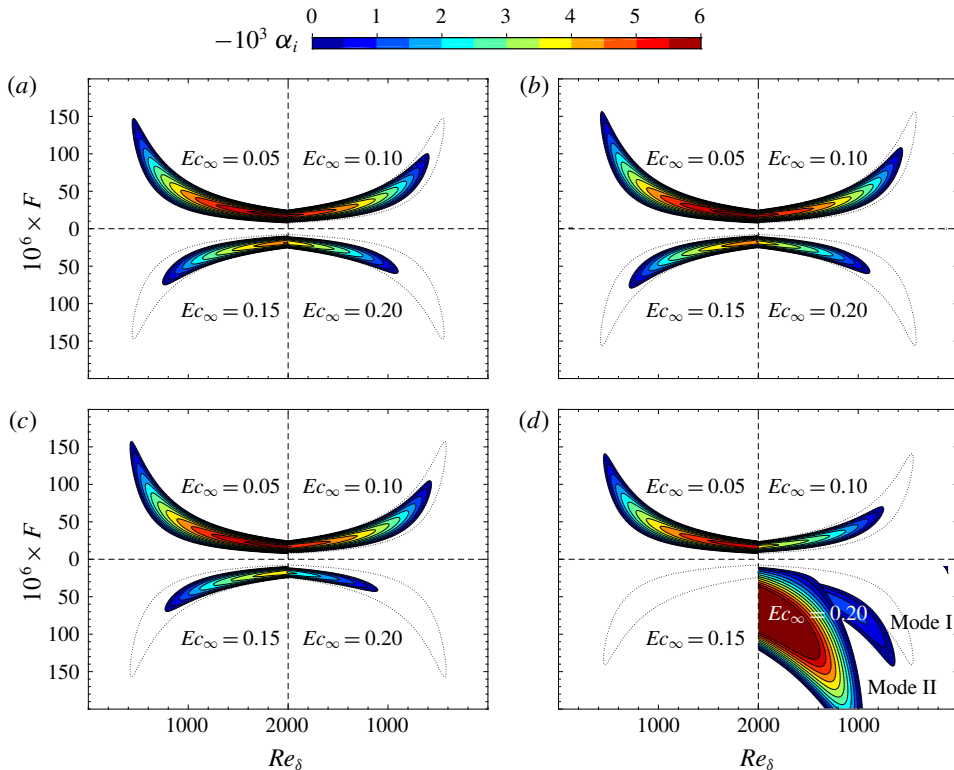 0 1 2 3 4 5 6
−10³ αᵢ
(a) (b)
150 100 50 0 50 100 150
10⁶ × F
Ec∞ = 0.05 Ec∞ = 0.10
Ec∞ = 0.15 Ec∞ = 0.20
Ec∞ = 0.05 Ec∞ = 0.10
Ec∞ = 0.15 Ec∞ = 0.20
(c) (d)
150 100 50 0 50 100 150
10⁶ × F
Ec∞ = 0.05 Ec∞ = 0.10
Ec∞ = 0.15 Ec∞ = 0.20
Ec∞ = 0.05 Ec∞ = 0.10
Ec∞ = 0.15 Ec∞ = 0.20
Mode I
Mode II
1000 2000 1000 1000 2000 1000
Reδ Reδ